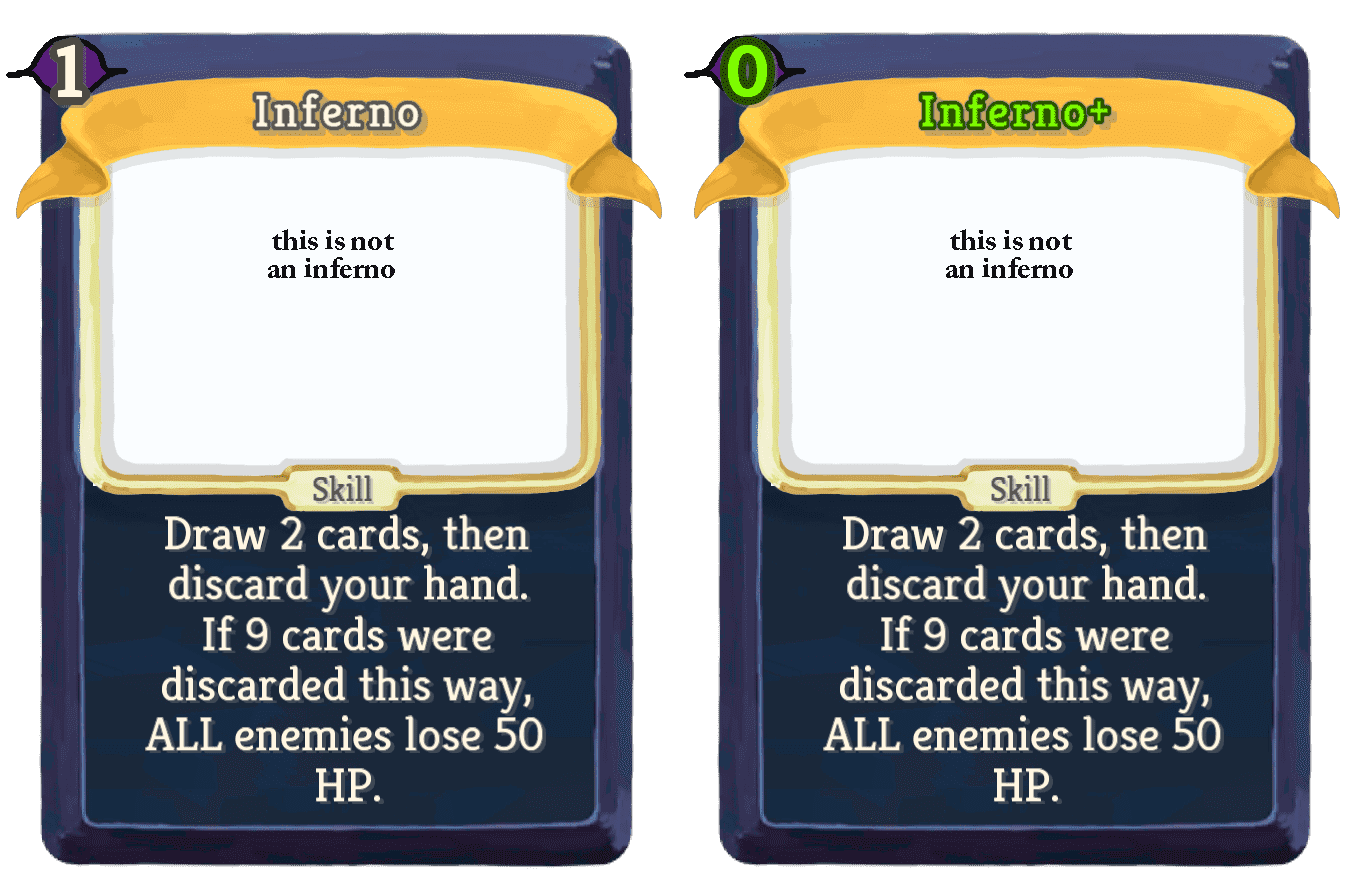 1
Inferno
this is not
an inferno
Skill
Draw 2 cards, then
discard your hand.
If 9 cards were
discarded this way,
ALL enemies lose 50
HP.
0
Inferno+
this is not
an inferno
Skill
Draw 2 cards, then
discard your hand.
If 9 cards were
discarded this way,
ALL enemies lose 50
HP.